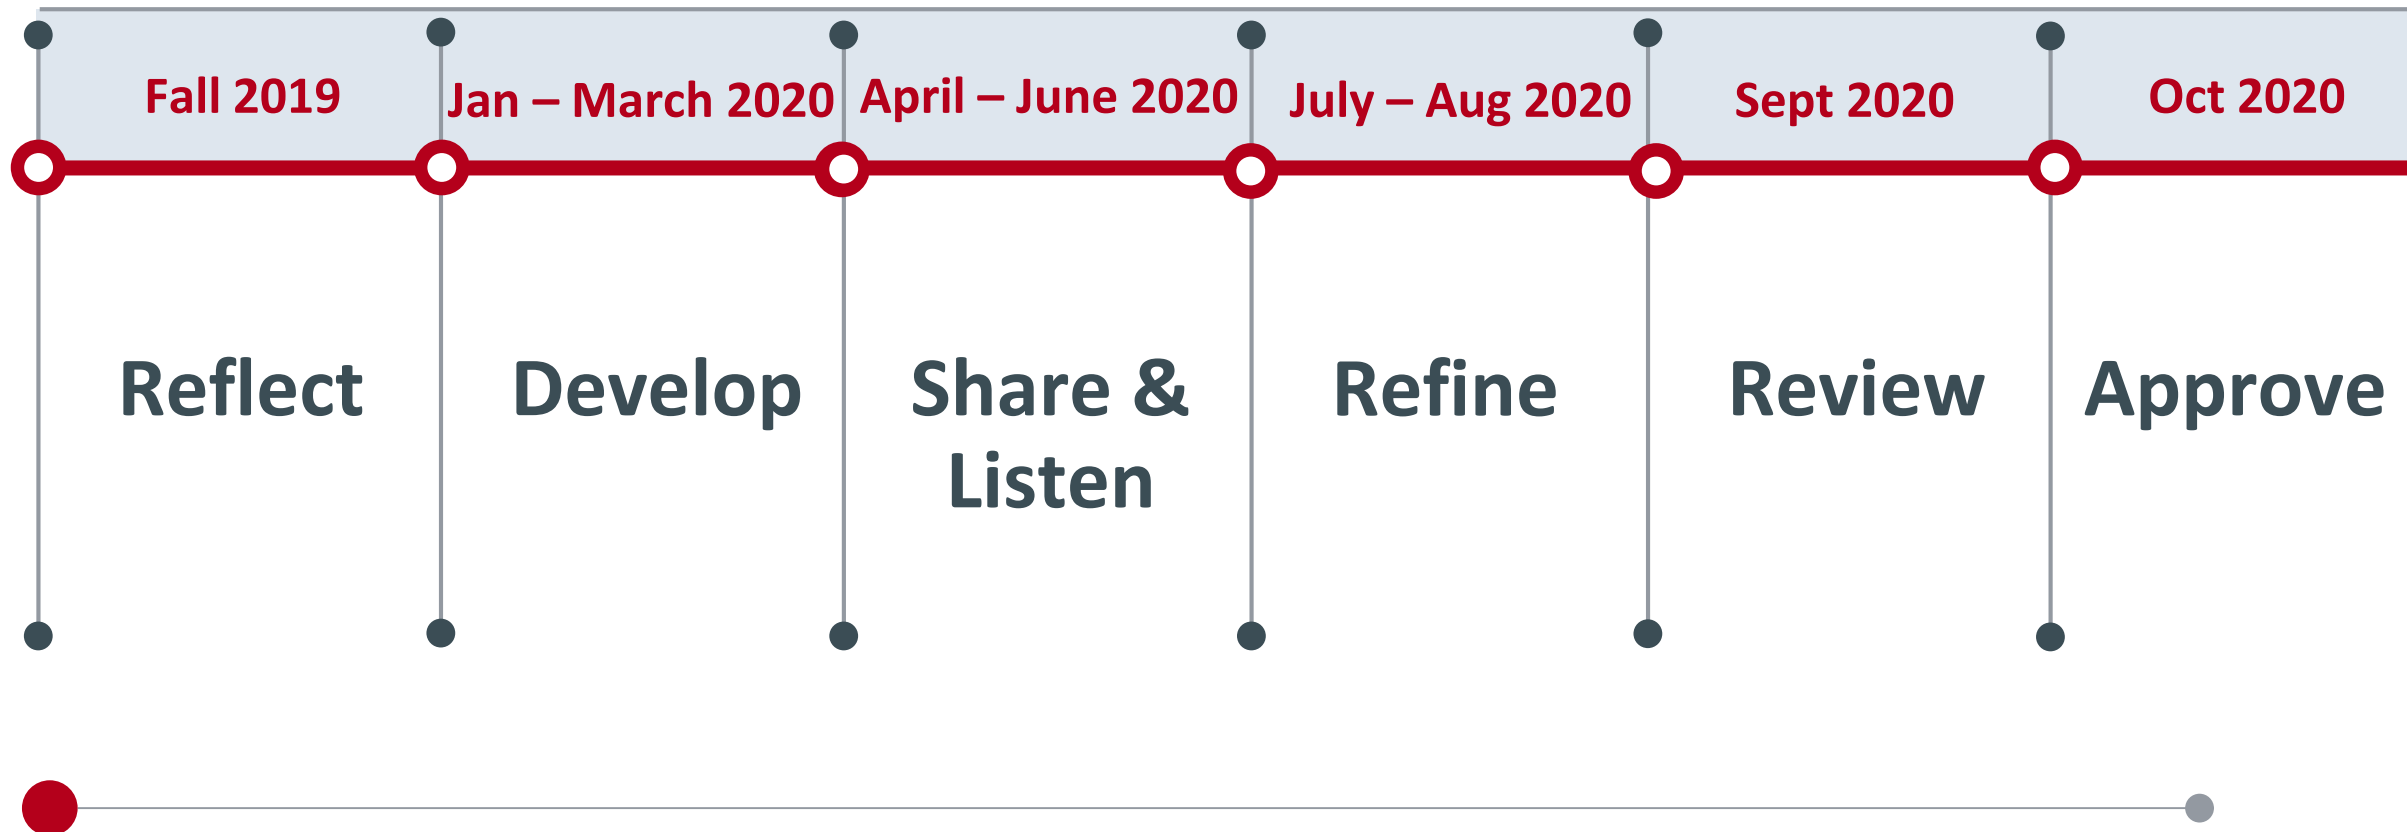 Fall 2019
Jan – March 2020
April – June 2020
July – Aug 2020
Sept 2020
Oct 2020
Reflect
Develop
Share &
Listen
Refine
Review
Approve